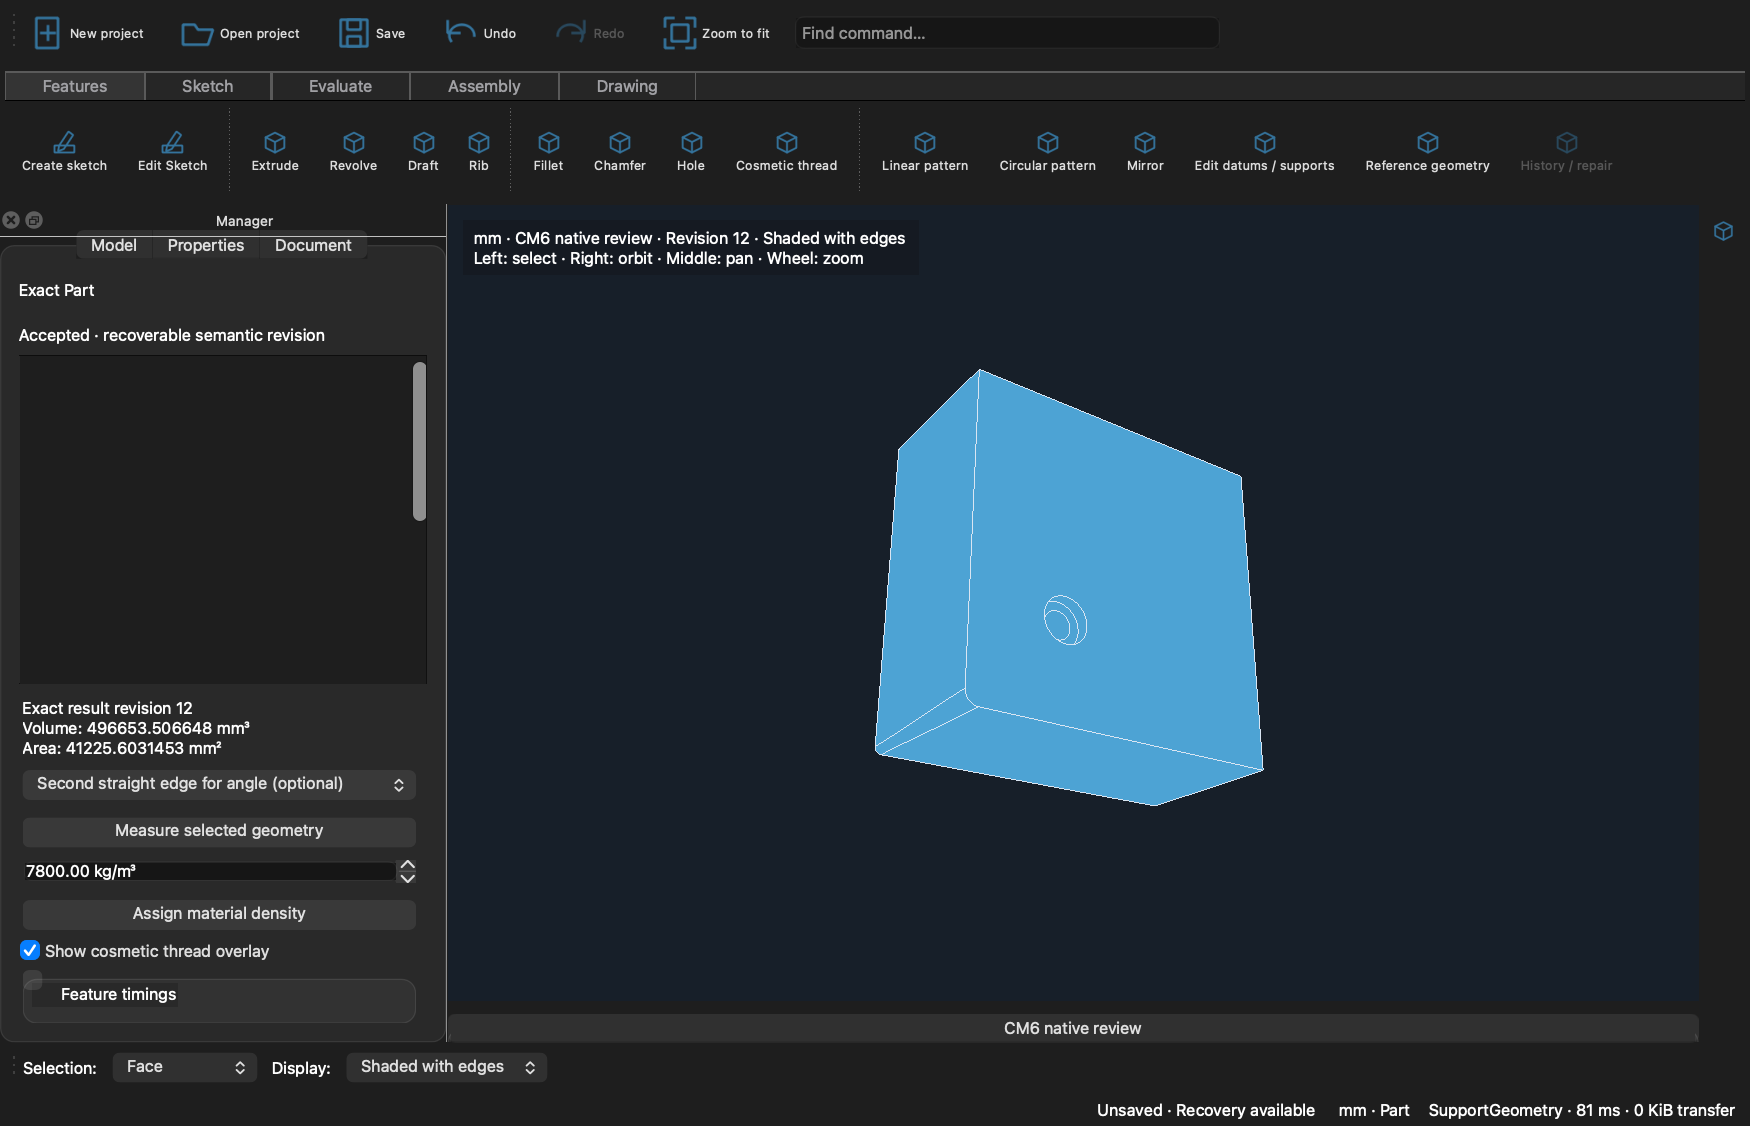 New project
Open project
Save
Undo
Redo
Zoom to fit
Find command...
Features
Sketch
Evaluate
Assembly
Drawing
Create sketch
Edit Sketch
Extrude
Revolve
Draft
Rib
Fillet
Chamfer
Hole
Cosmetic thread
Linear pattern
Circular pattern
Mirror
Edit datums / supports
Reference geometry
History / repair
Manager
Model
Properties
Document
Exact Part
Accepted · recoverable semantic revision
Exact result revision 12
Volume: 496653.506648 mm³
Area: 41225.6031453 mm²
Second straight edge for angle (optional)
Measure selected geometry
7800.00 kg/m³
Assign material density
Show cosmetic thread overlay
Feature timings
mm · CM6 native review · Revision 12 · Shaded with edges
Left: select · Right: orbit · Middle: pan · Wheel: zoom
CM6 native review
Selection:
Face
Display:
Shaded with edges
Unsaved · Recovery available
mm · Part
SupportGeometry · 81 ms · 0 KiB transfer